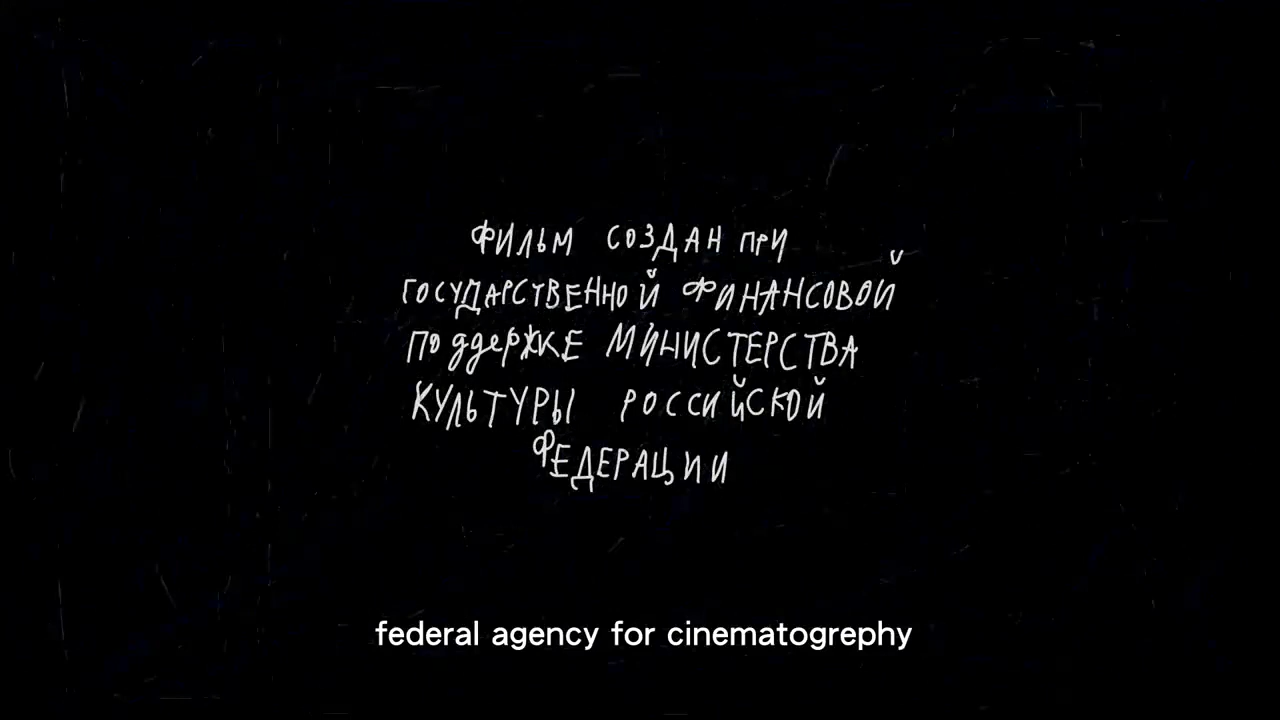 ФИЛЬМ СОЗДАН ПРИ
ГОСУДАРСТВЕННОЙ ФИНАНСОВОЙ
ПОДДЕРЖКЕ МИНИСТЕРСТВА
КУЛЬТУРЫ РОССИЙСКОЙ
ФЕДЕРАЦИИ
federal agency for cinematogrephy